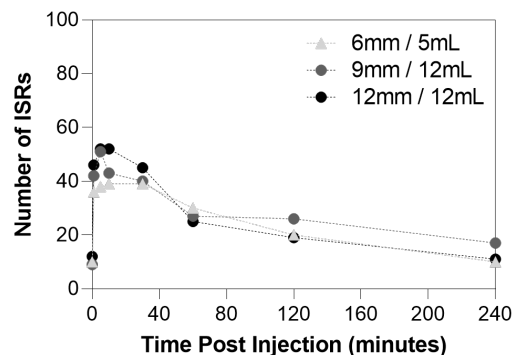 6mm / 5mL
9mm / 12mL
12mm / 12mL
Number of ISRs
100
80
60
40
20
0
0 40 80 120 160 200 240
Time Post Injection (minutes)